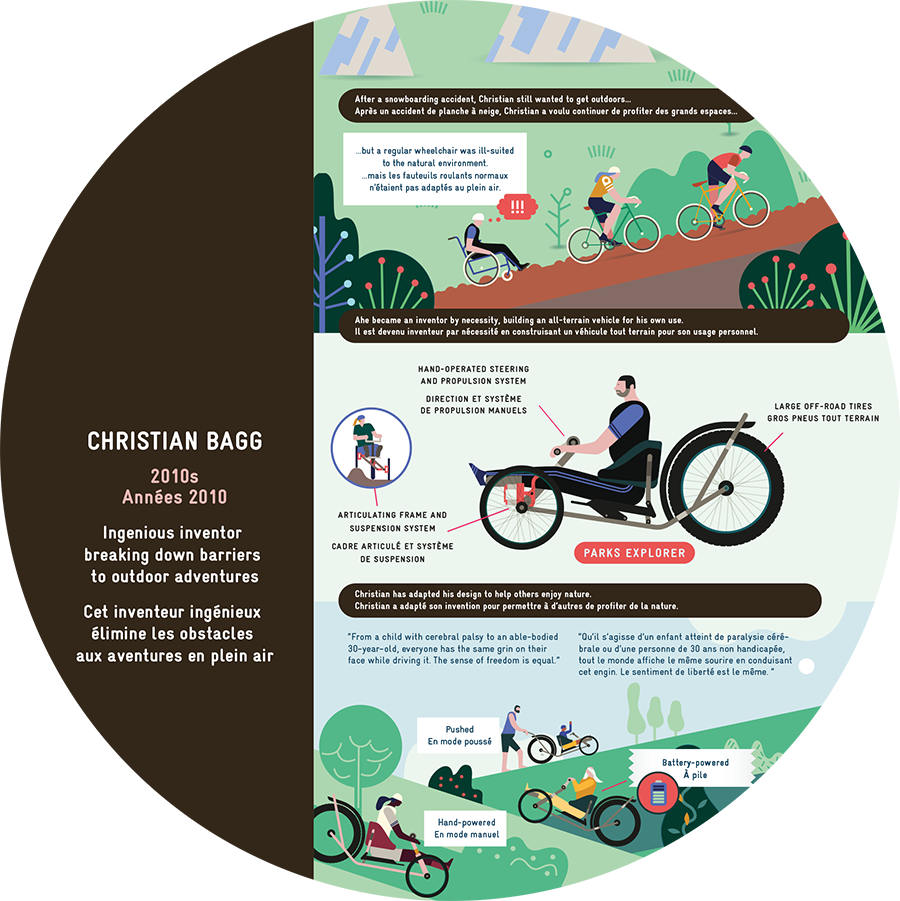 CHRISTIAN BAGG
2010s
Années 2010
Ingenious inventor
breaking down barriers
to outdoor adventures
Cet inventeur ingénieux
élimine les obstacles
aux aventures en plein air
After a snowboarding accident, Christian still wanted to get outdoors...
Après un accident de planche à neige, Christian a voulu continuer de profiter des grands espaces...
...but a regular wheelchair was ill-suited
to the natural environment.
...mais les fauteuils roulants normaux
n'étaient pas adaptés au plein air.
!!!
Ahe became an inventor by necessity, building an all-terrain vehicle for his own use.
Il est devenu inventeur par nécessité en construisant un véhicule tout terrain pour son usage personnel.
HAND-OPERATED STEERING
AND PROPULSION SYSTEM
DIRECTION ET SYSTÈME
DE PROPULSION MANUELS
LARGE OFF-ROAD TIRES
GROS PNEUS TOUT TERRAIN
ARTICULATING FRAME AND
SUSPENSION SYSTEM
CADRE ARTICULÉ ET SYSTÈME
DE SUSPENSION
PARKS EXPLORER
Christian has adapted his design to help others enjoy nature.
Christian a adapté son invention pour permettre à d'autres de profiter de la nature.
"From a child with cerebral palsy to an able-bodied
30-year-old, everyone has the same grin on their
face while driving it. The sense of freedom is equal."
"Qu'il s'agisse d'un enfant atteint de paralysie céré-
brale ou d'une personne de 30 ans non handicapée,
tout le monde affiche le même sourire en conduisant
cet engin. Le sentiment de liberté est le même. "
Pushed
En mode poussé
Battery-powered
À pile
Hand-powered
En mode manuel